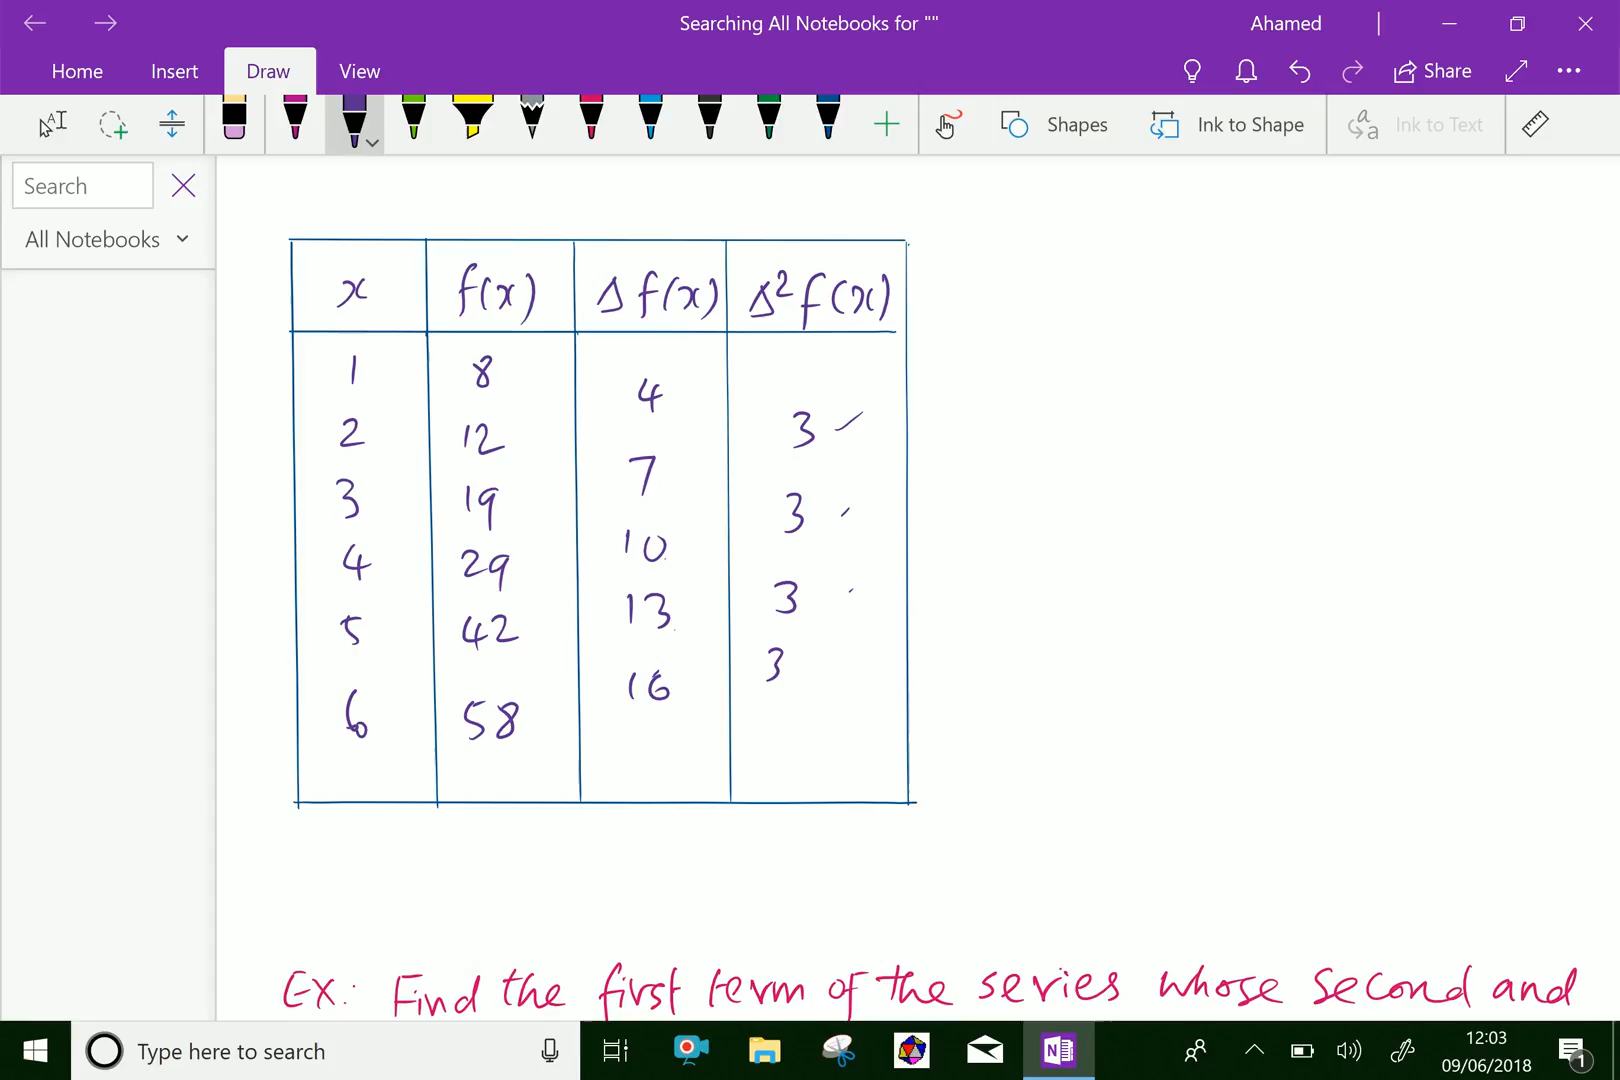 Searching All Notebooks for ""
Ahamed
Home Insert Draw View
Share
Shapes
Ink to Shape
Ink to Text
Search
All Notebooks
x f(x) Δ f(x) Δ² f(x)
1 8
4
2 12 3
7
3 19 3
10
4 29 3
13
5 42 3
16
6 58
Ex: Find the first term of the series whose second and
Type here to search
12:03
09/06/2018
1